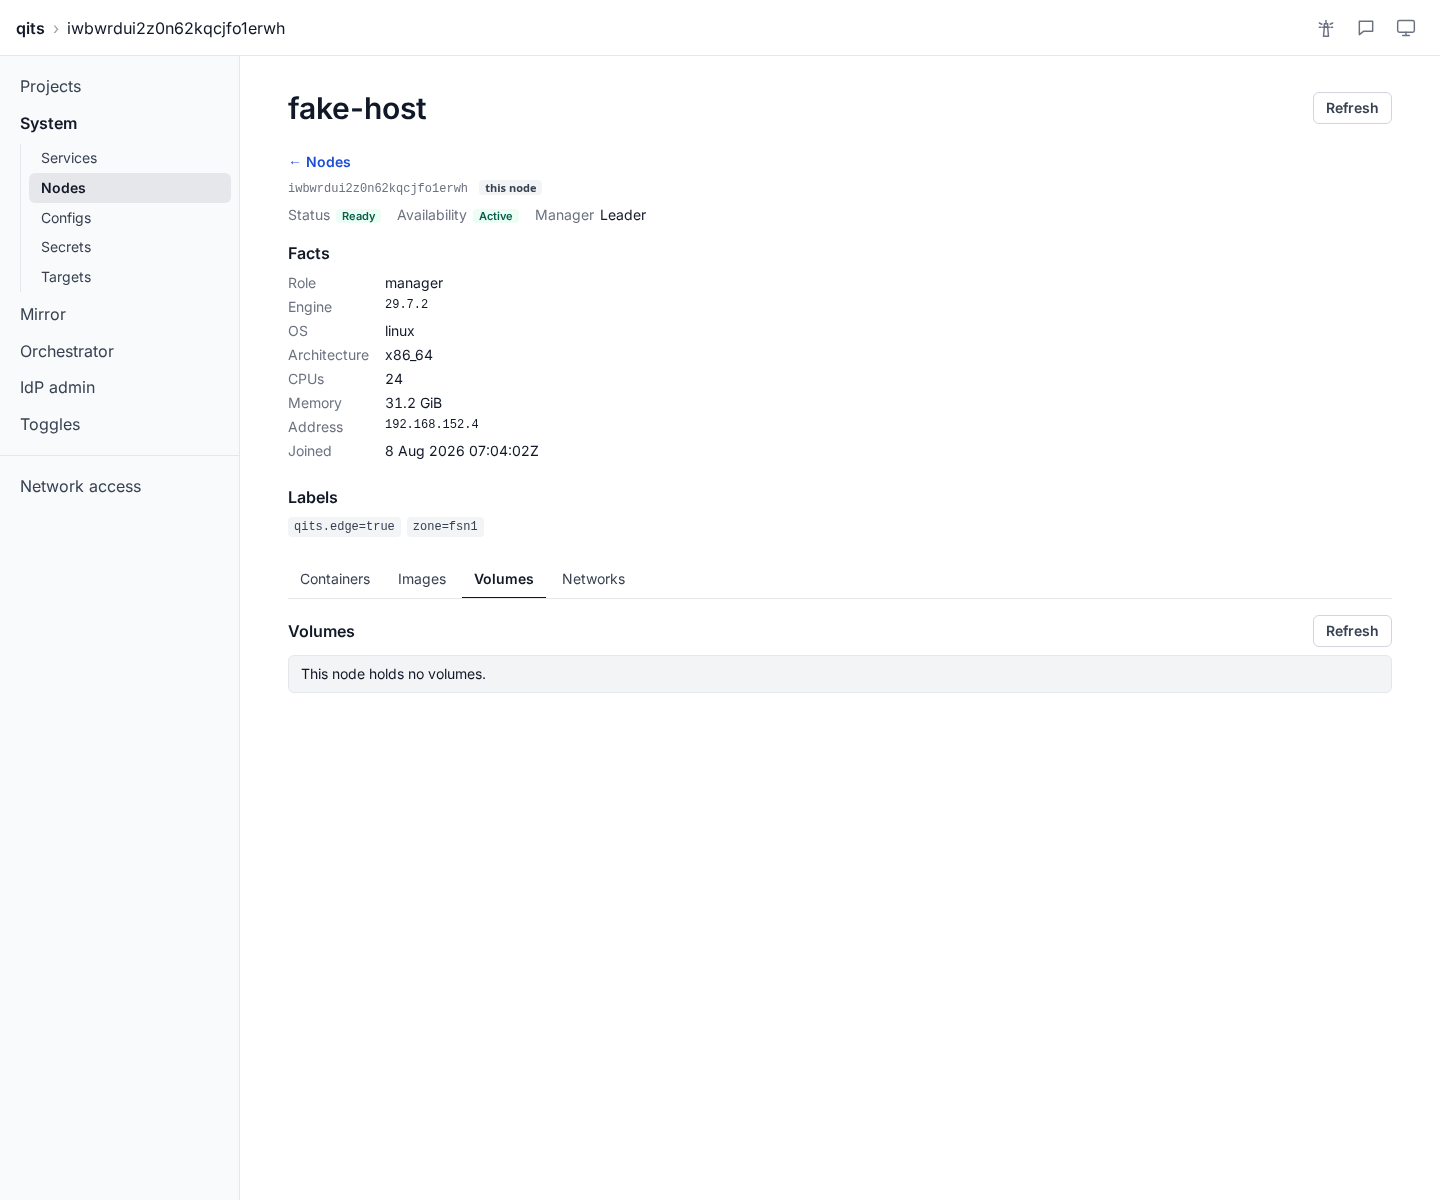 qits › iwbwrdui2z0n62kqcjfo1erwh
Projects
System
Services
Nodes
Configs
Secrets
Targets
Mirror
Orchestrator
IdP admin
Toggles
Network access
fake-host
Refresh
← Nodes
iwbwrdui2z0n62kqcjfo1erwh this node
Status Ready Availability Active Manager Leader
Facts
Role manager
Engine 29.7.2
OS linux
Architecture x86_64
CPUs 24
Memory 31.2 GiB
Address 192.168.152.4
Joined 8 Aug 2026 07:04:02Z
Labels
qits.edge=true zone=fsn1
Containers Images Volumes Networks
Volumes
Refresh
This node holds no volumes.